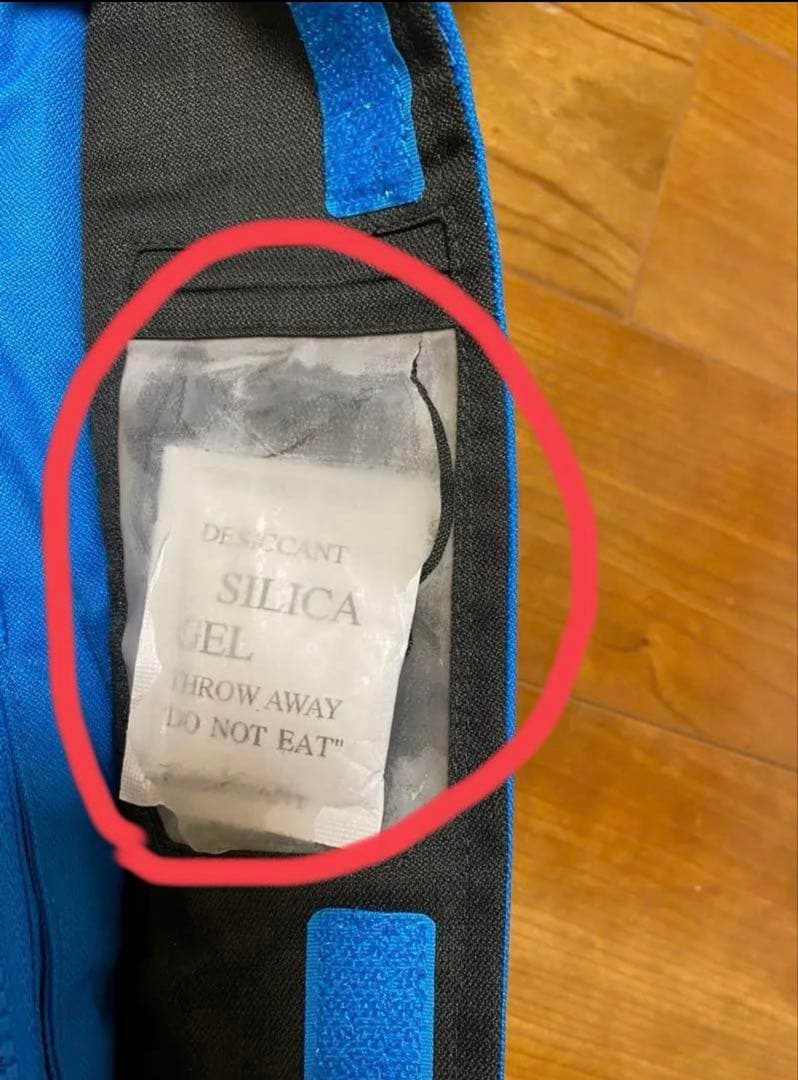 DESICCANT
SILICA
GEL
THROW AWAY
DO NOT EAT"